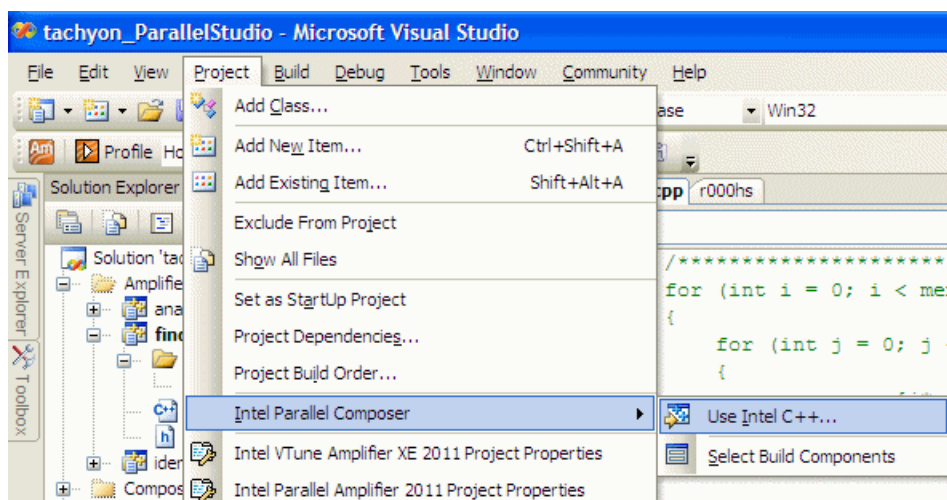 tachyon_ParallelStudio - Microsoft Visual Studio
File Edit View Project Build Debug Tools Window Community Help
Add Class...
ase Win32
Am Profile
Add New Item... Ctrl+Shift+A
Solution Explorer
Add Existing Item... Shift+Alt+A
cpp r000hs
Server Explorer
Toolbox
Exclude From Project
Solution 'tac
Show All Files
/**********************
Amplifie
Set as StartUp Project
for (int i = 0; i < me
ana
{
find
Project Dependencies...
for (int j = 0; j
Project Build Order...
{
C++
Intel Parallel Composer
Use Intel C++...
h
iden
Intel VTune Amplifier XE 2011 Project Properties
Select Build Components
Compos
Intel Parallel Amplifier 2011 Project Properties